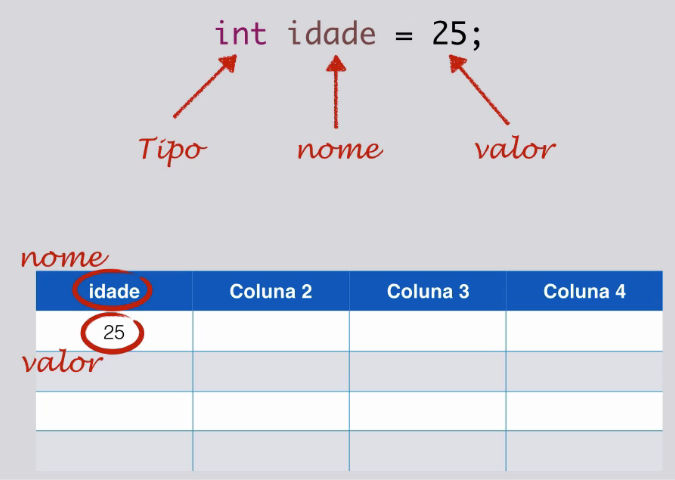 int idade = 25;
Tipo nome valor
nome
idade Coluna 2 Coluna 3 Coluna 4
25
valor